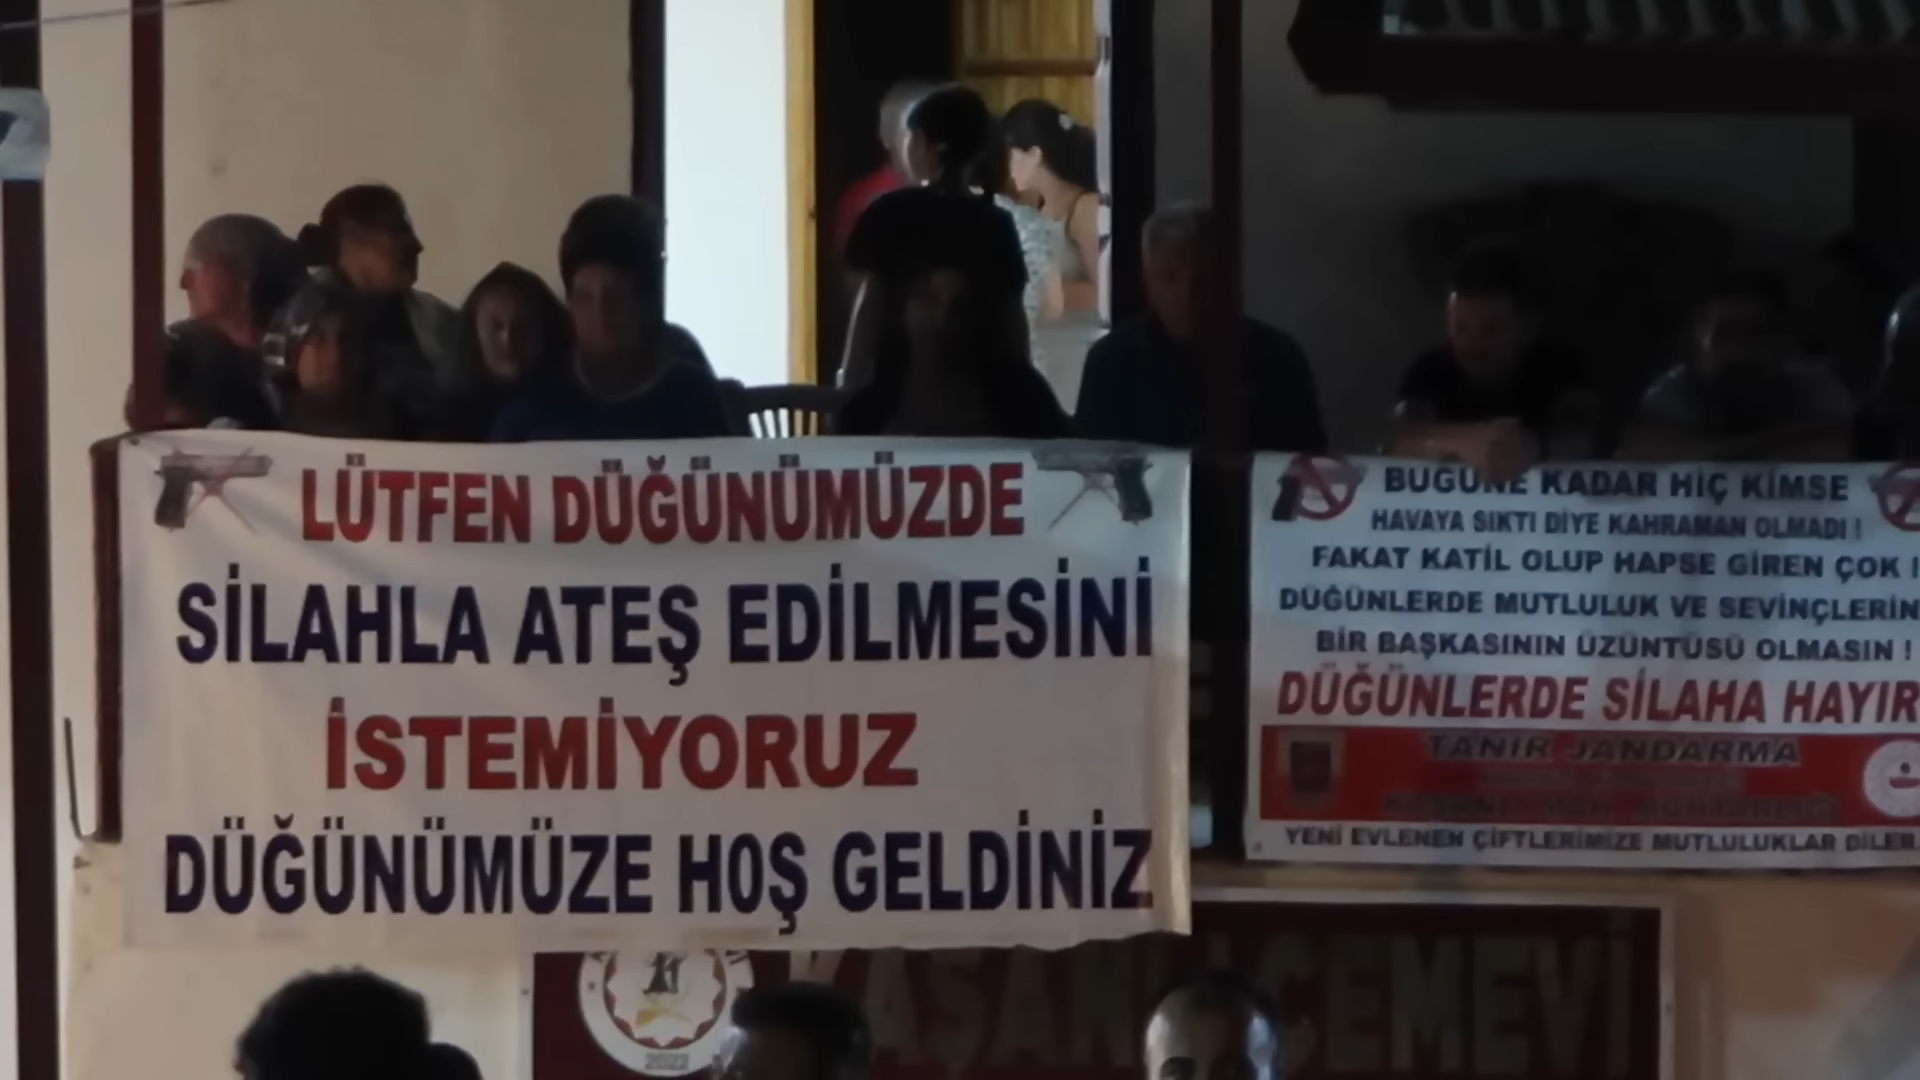 LÜTFEN DÜĞÜNÜMÜZDE
SİLAHLA ATEŞ EDİLMESİNİ
İSTEMİYORUZ
DÜĞÜNÜMÜZE HOŞ GELDİNİZ
BUGÜNE KADAR HİÇ KİMSE
HAVAYA SIKTI DİYE KAHRAMAN OLMADI !
FAKAT KATİL OLUP HAPSE GİREN ÇOK !
DÜĞÜNLERDE MUTLULUK VE SEVİNÇLERİN
BİR BAŞKASININ ÜZÜNTÜSÜ OLMASIN !
DÜĞÜNLERDE SİLAHA HAYIR
TANIR JANDARMA
YENİ EVLENEN ÇİFTLERİMİZE MUTLULUKLAR DİLER
CEMEVİ
2022